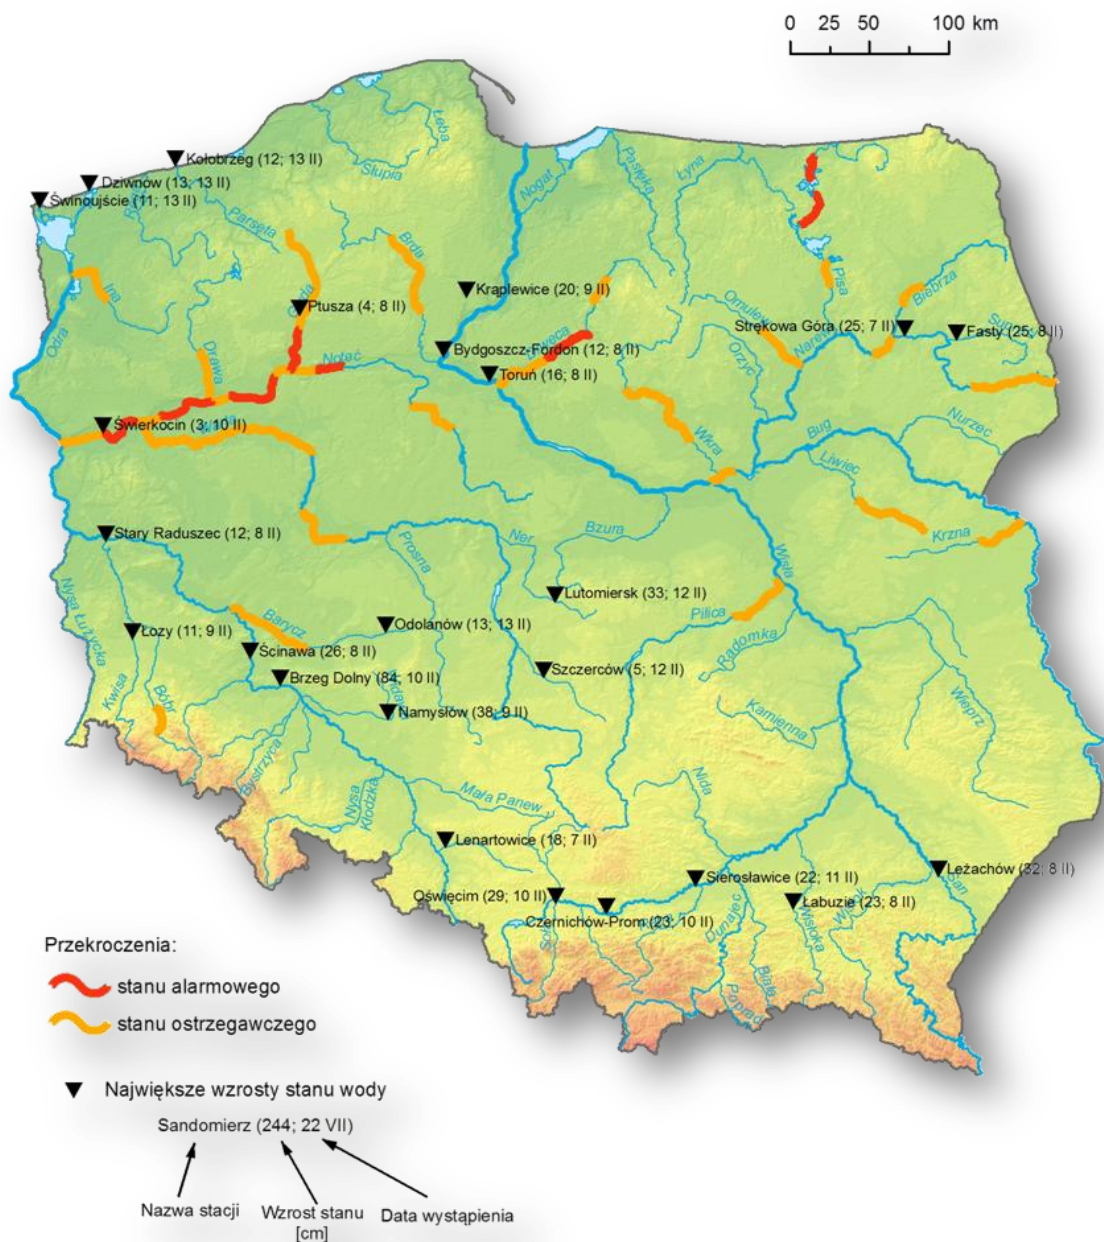 0 25 50 100 km
Łeba
Słupia
Kołobrzeg (12; 13 II)
Dziwnów (13; 13 II)
Świnoujście (11; 13 II)
Parsęta
Nogat
Pasłęka
Łyna
Brda
Ina
Gwda
Ptusza (4; 8 II)
Kraplewice (20; 9 II)
Pisa
Biebrza
Omulew
Orzyc
Strękowa Góra (25; 7 II)
Fasty (25; 8 II)
Narew
Odra
Drawa
Noteć
Bydgoszcz-Fordon (12; 8 II)
Toruń (16; 8 II)
Świerkocin (3; 10 II)
Wkra
Bug
Nurzec
Liwiec
Krzna
Stary Raduszec (12; 8 II)
Prosna
Ner
Bzura
Wisła
Nysa Łużycka
Lutomiersk (33; 12 II)
Pilica
Radomka
Łozy (11; 9 II)
Barycz
Odolanów (13; 13 II)
Ścinawa (26; 8 II)
Szczerców (5; 12 II)
Brzeg Dolny (84; 10 II)
Kwisa
Bóbr
Namysłów (38; 9 II)
Kamienna
Wieprz
Bystrzyca
Nysa
Kłodzka
Mała Panew
Nida
Lenartowice (18; 7 II)
Sierosławice (22; 11 II)
Leżachów (32; 8 II)
San
Oświęcim (29; 10 II)
Łabuzie (23; 8 II)
Wisłok
Czernichów-Prom (23; 10 II)
Soła
Dunajec
Wisłoka
Biała
Poprad
Przekroczenia:
stanu alarmowego
stanu ostrzegawczego
Największe wzrosty stanu wody
Sandomierz (244; 22 VII)
Nazwa stacji
Wzrost stanu
[cm]
Data wystąpienia